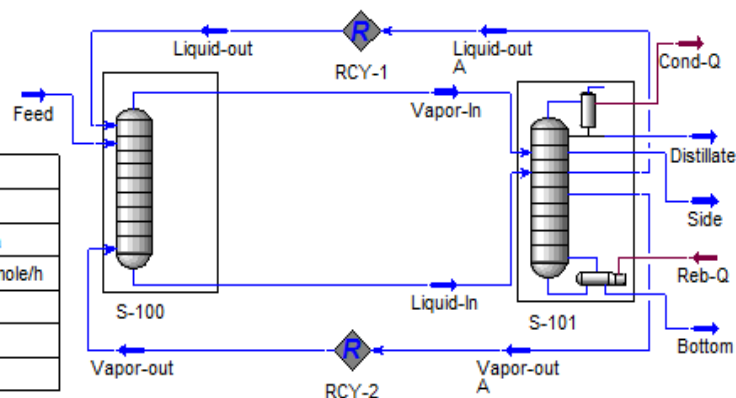 Liquid-out
R
Liquid-out
A
RCY-1
Cond-Q
Feed
Vapor-In
Distillate
Side
Reb-Q
Liquid-In
S-100
S-101
Bottom
Vapor-out
R
Vapor-out
A
RCY-2